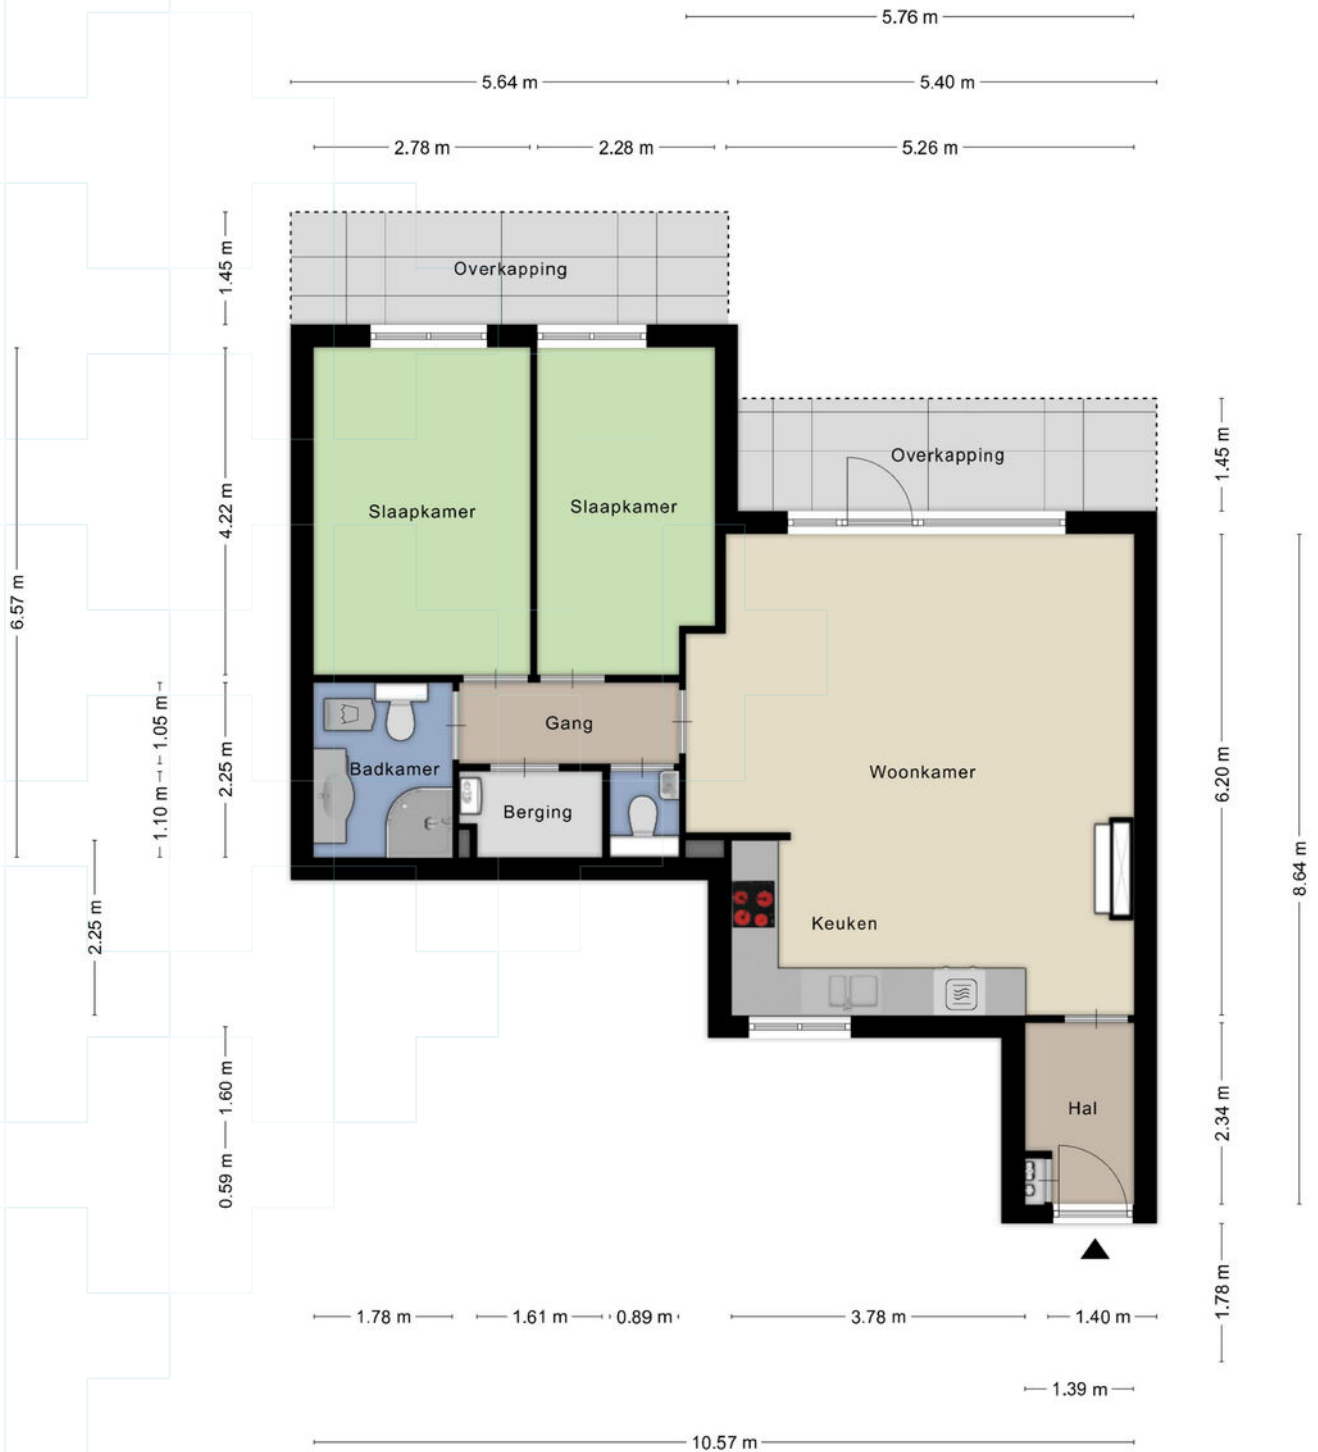 5.76 m
5.64 m
5.40 m
2.78 m
2.28 m
5.26 m
1.45 m
Overkapping
1.45 m
Overkapping
4.22 m
6.57 m
Slaapkamer
Slaapkamer
1.05 m
1.10 m
2.25 m
Gang
Badkamer
Berging
Woonkamer
6.20 m
8.64 m
2.25 m
Keuken
1.60 m
0.59 m
Hal
2.34 m
1.78 m
1.78 m
1.61 m
0.89 m
3.78 m
1.40 m
1.39 m
10.57 m